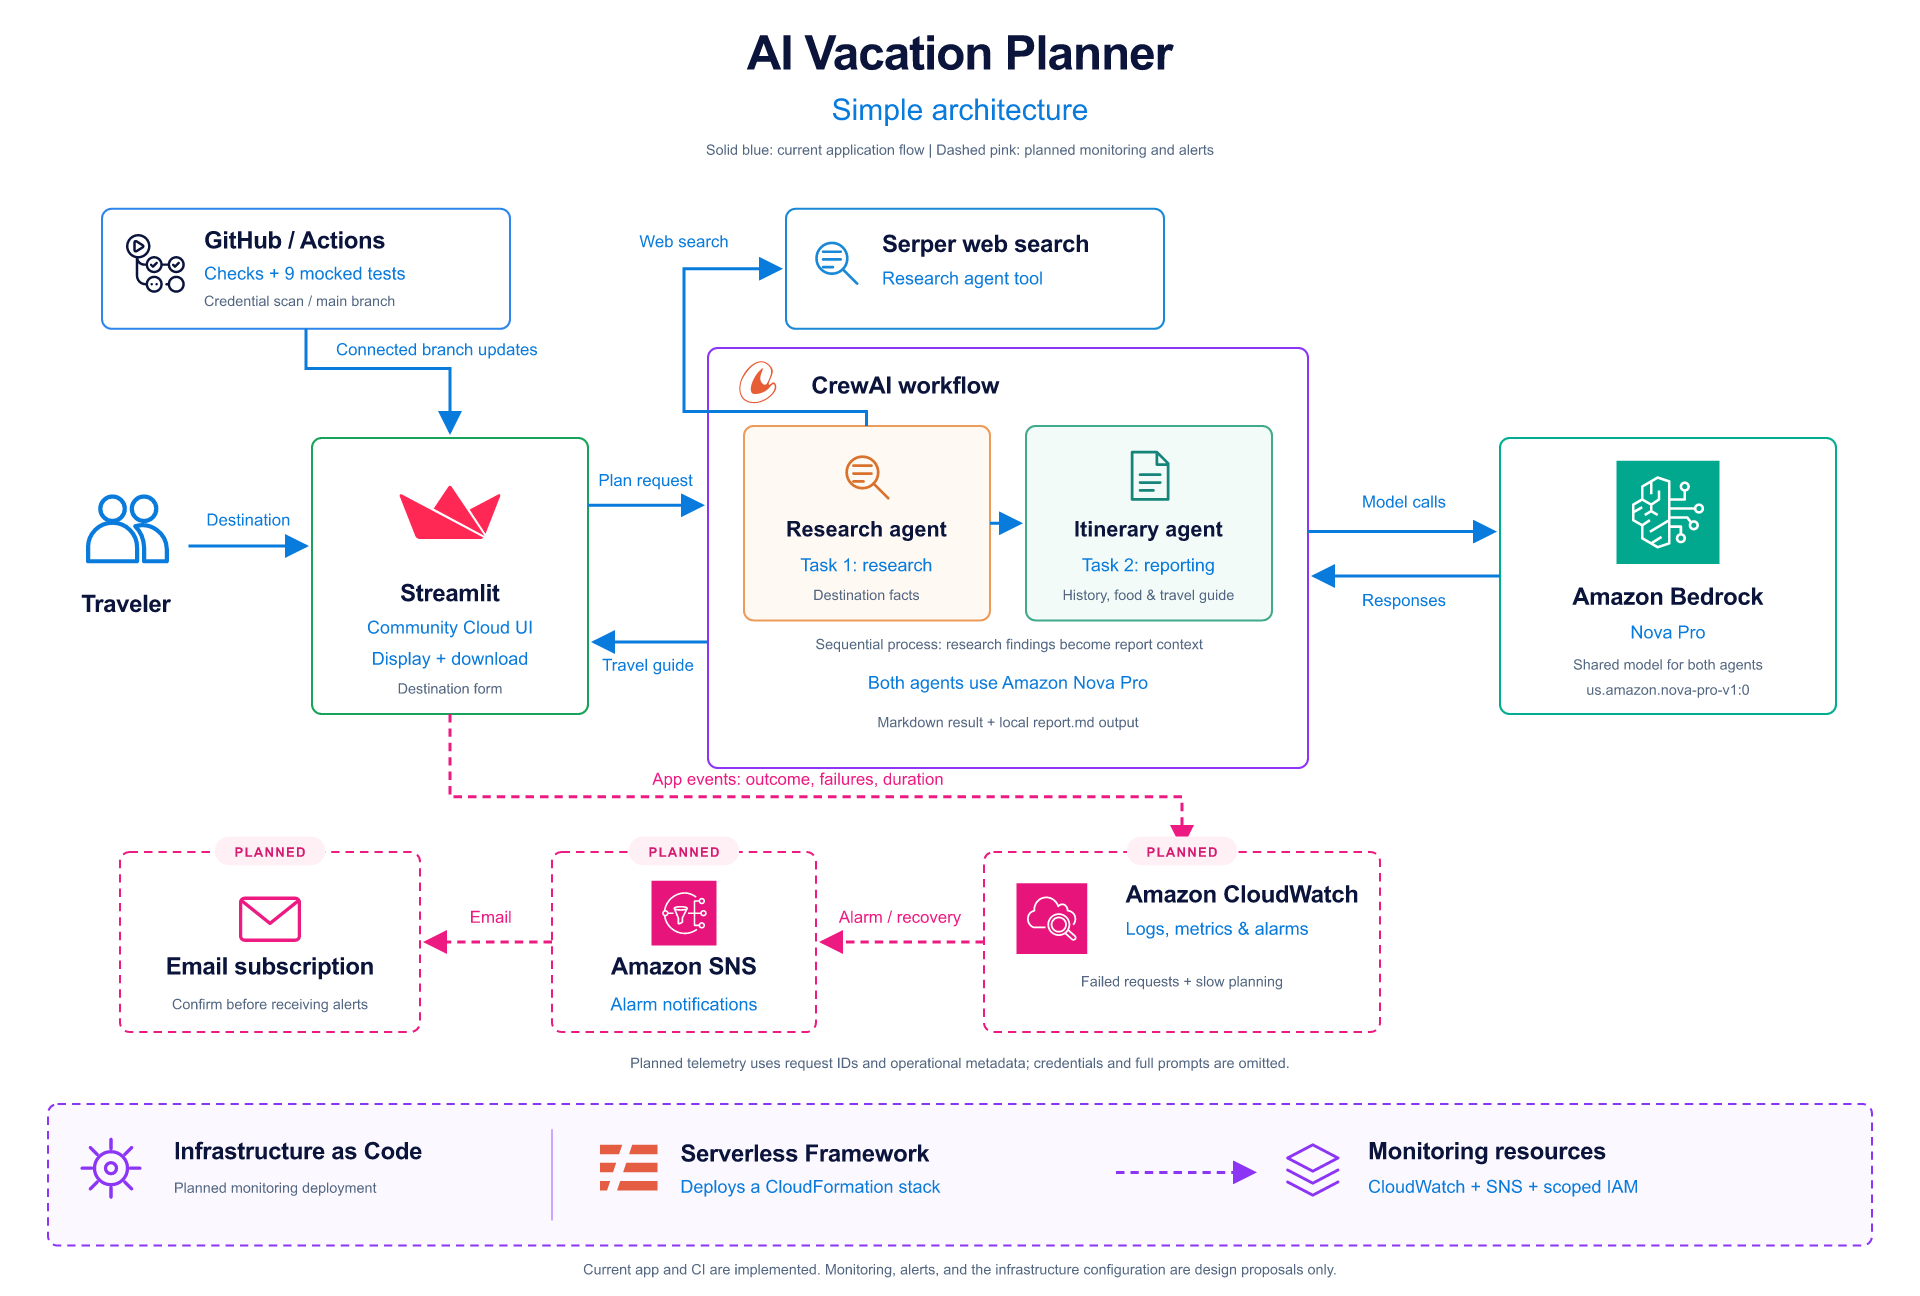 AI Vacation Planner
Simple architecture
Solid blue: current application flow | Dashed pink: planned monitoring and alerts
GitHub / Actions
Checks + 9 mocked tests
Credential scan / main branch
Connected branch updates
Web search
Serper web search
Research agent tool
CrewAI workflow
Traveler
Destination
Streamlit
Community Cloud UI
Display + download
Destination form
Plan request
Travel guide
Research agent
Task 1: research
Destination facts
Itinerary agent
Task 2: reporting
History, food & travel guide
Sequential process: research findings become report context
Both agents use Amazon Nova Pro
Markdown result + local report.md output
Model calls
Responses
Amazon Bedrock
Nova Pro
Shared model for both agents
us.amazon.nova-pro-v1:0
App events: outcome, failures, duration
PLANNED
Email subscription
Confirm before receiving alerts
Email
PLANNED
Amazon SNS
Alarm notifications
Alarm / recovery
PLANNED
Amazon CloudWatch
Logs, metrics & alarms
Failed requests + slow planning
Planned telemetry uses request IDs and operational metadata; credentials and full prompts are omitted.
Infrastructure as Code
Planned monitoring deployment
Serverless Framework
Deploys a CloudFormation stack
Monitoring resources
CloudWatch + SNS + scoped IAM
Current app and CI are implemented. Monitoring, alerts, and the infrastructure configuration are design proposals only.